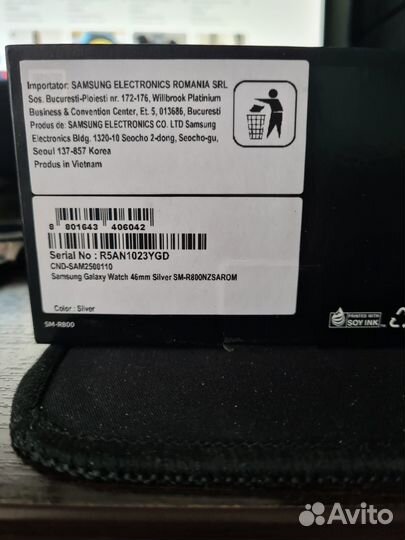 Importator: SAMSUNG ELECTRONICS ROMANIA SRL
Sos. Bucuresti-Ploiesti nr. 172-176, Willbrook Platinium
Business & Convention Center, Et. 5, 013686, Bucuresti
Produs de: SAMSUNG ELECTRONICS CO. LTD Samsung
Electronics Bldg. 1320-10 Seocho 2-dong, Seocho-gu,
Seoul 137-857 Korea
Produs in Vietnam
8 801643 406042
Serial No : R5AN1023YGD
CND-SAM2500110
Samsung Galaxy Watch 46mm Silver SM-R800NZSAROM
Color : Silver
SM-R800
PRINTED WITH
SOY INK
Avito